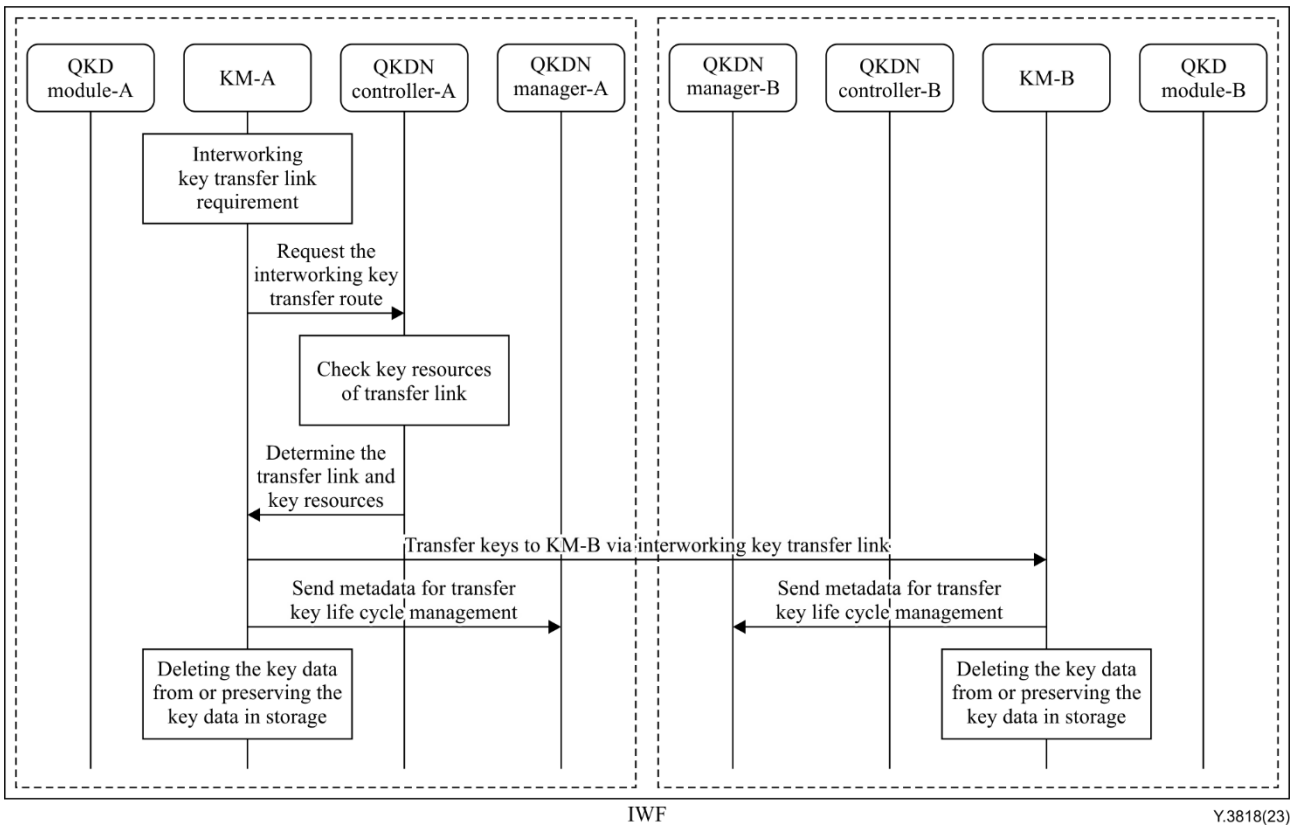 QKD
module-A
KM-A
QKDN
controller-A
QKDN
manager-A
QKDN
manager-B
QKDN
controller-B
KM-B
QKD
module-B
Interworking
key transfer link
requirement
Request the
interworking key
transfer route
Check key resources
of transfer link
Determine the
transfer link and
key resources
Transfer keys to KM-B via interworking key transfer link
Send metadata for transfer
key life cycle management
Send metadata for transfer
key life cycle management
Deleting the key data
from or preserving the
key data in storage
Deleting the key data
from or preserving the
key data in storage
IWF
Y.3818(23)